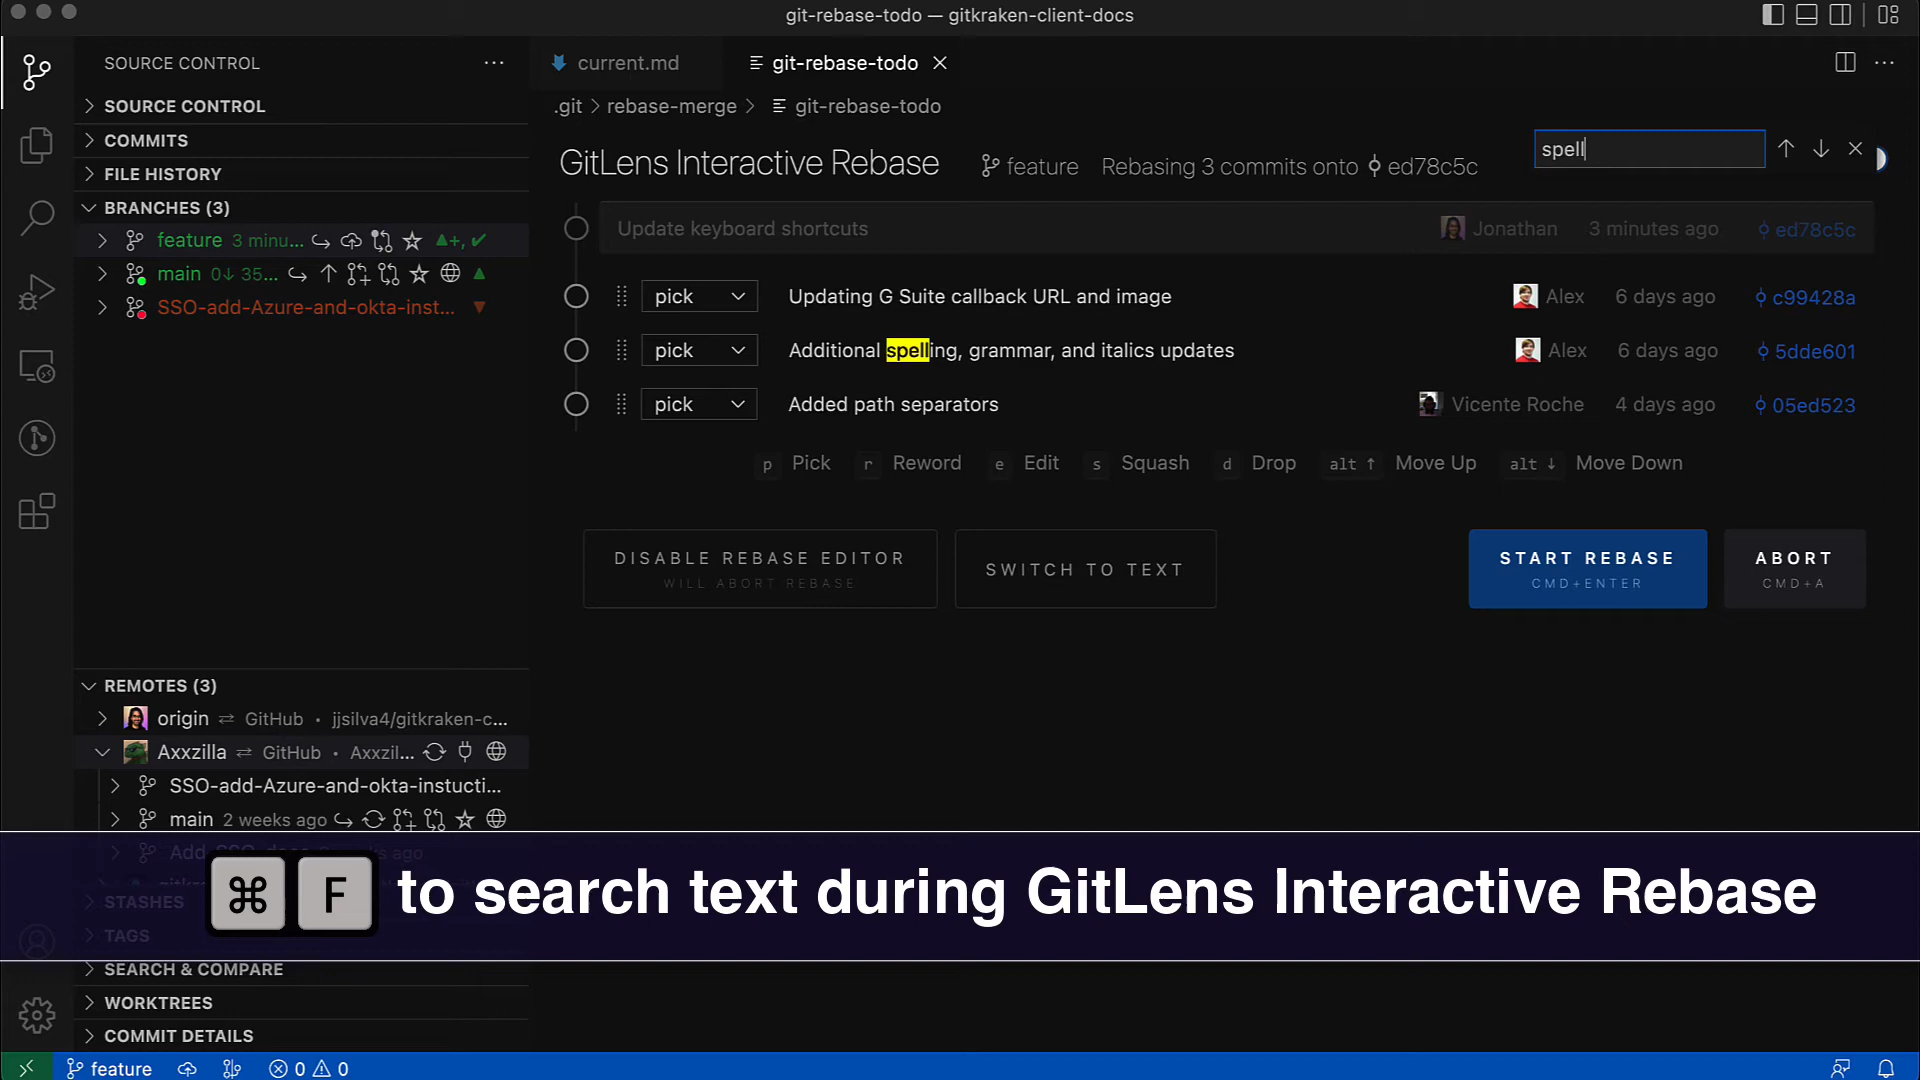 git-rebase-todo — gitkraken-client-docs
SOURCE CONTROL
current.md
git-rebase-todo
SOURCE CONTROL
COMMITS
FILE HISTORY
BRANCHES (3)
feature 3 minu...
main 0↓ 35...
SSO-add-Azure-and-okta-inst...
.git > rebase-merge > git-rebase-todo
GitLens Interactive Rebase feature Rebasing 3 commits onto ed78c5c
spell
Update keyboard shortcuts Jonathan 3 minutes ago ed78c5c
pick Updating G Suite callback URL and image Alex 6 days ago c99428a
pick Additional spelling, grammar, and italics updates Alex 6 days ago 5dde601
pick Added path separators Vicente Roche 4 days ago 05ed523
p Pick r Reword e Edit s Squash d Drop alt ↑ Move Up alt ↓ Move Down
DISABLE REBASE EDITOR
WILL ABORT REBASE
SWITCH TO TEXT
START REBASE
CMD+ENTER
ABORT
CMD+A
REMOTES (3)
origin ⇄ GitHub • jjsilva4/gitkraken-c...
Axxzilla ⇄ GitHub • Axxzil...
SSO-add-Azure-and-okta-instucti...
main 2 weeks ago
⌘ F to search text during GitLens Interactive Rebase
STASHES
TAGS
SEARCH & COMPARE
WORKTREES
COMMIT DETAILS
feature 0 0